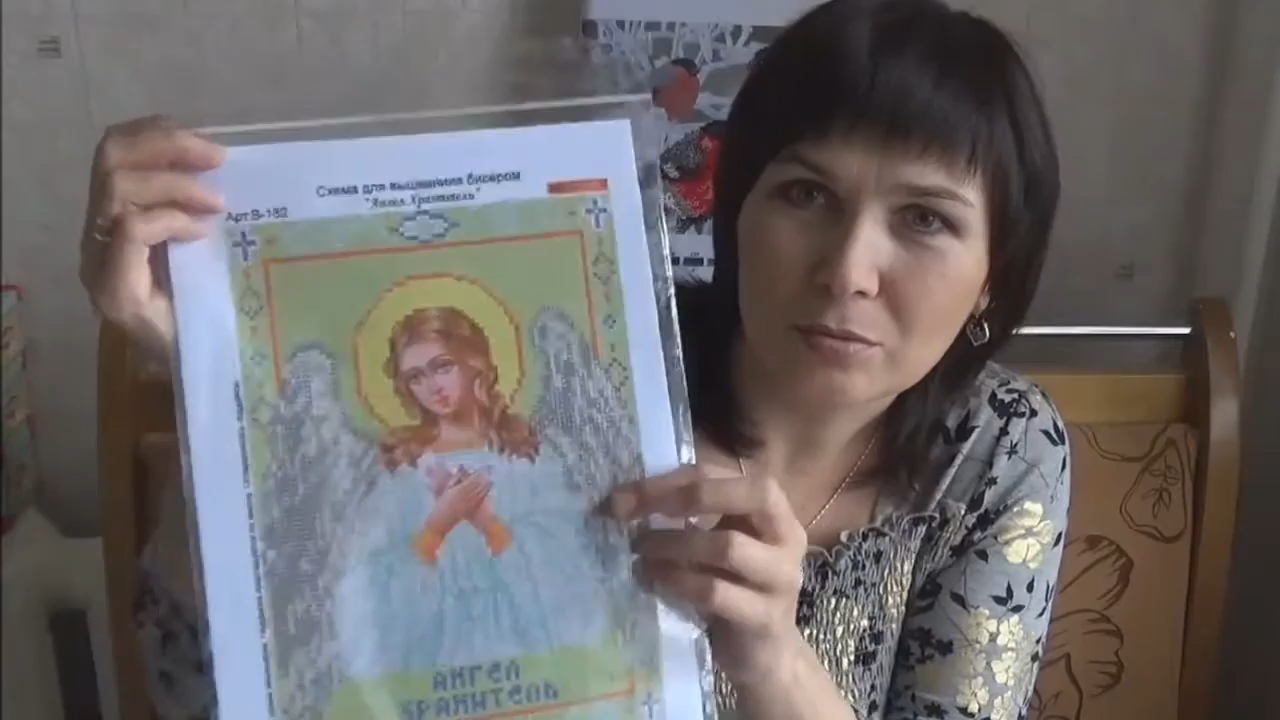 Схема для вышивания бисером
"Ангел Хранитель"
Арт.В-182
АНГЕЛ
ХРАНИТЕЛЬ